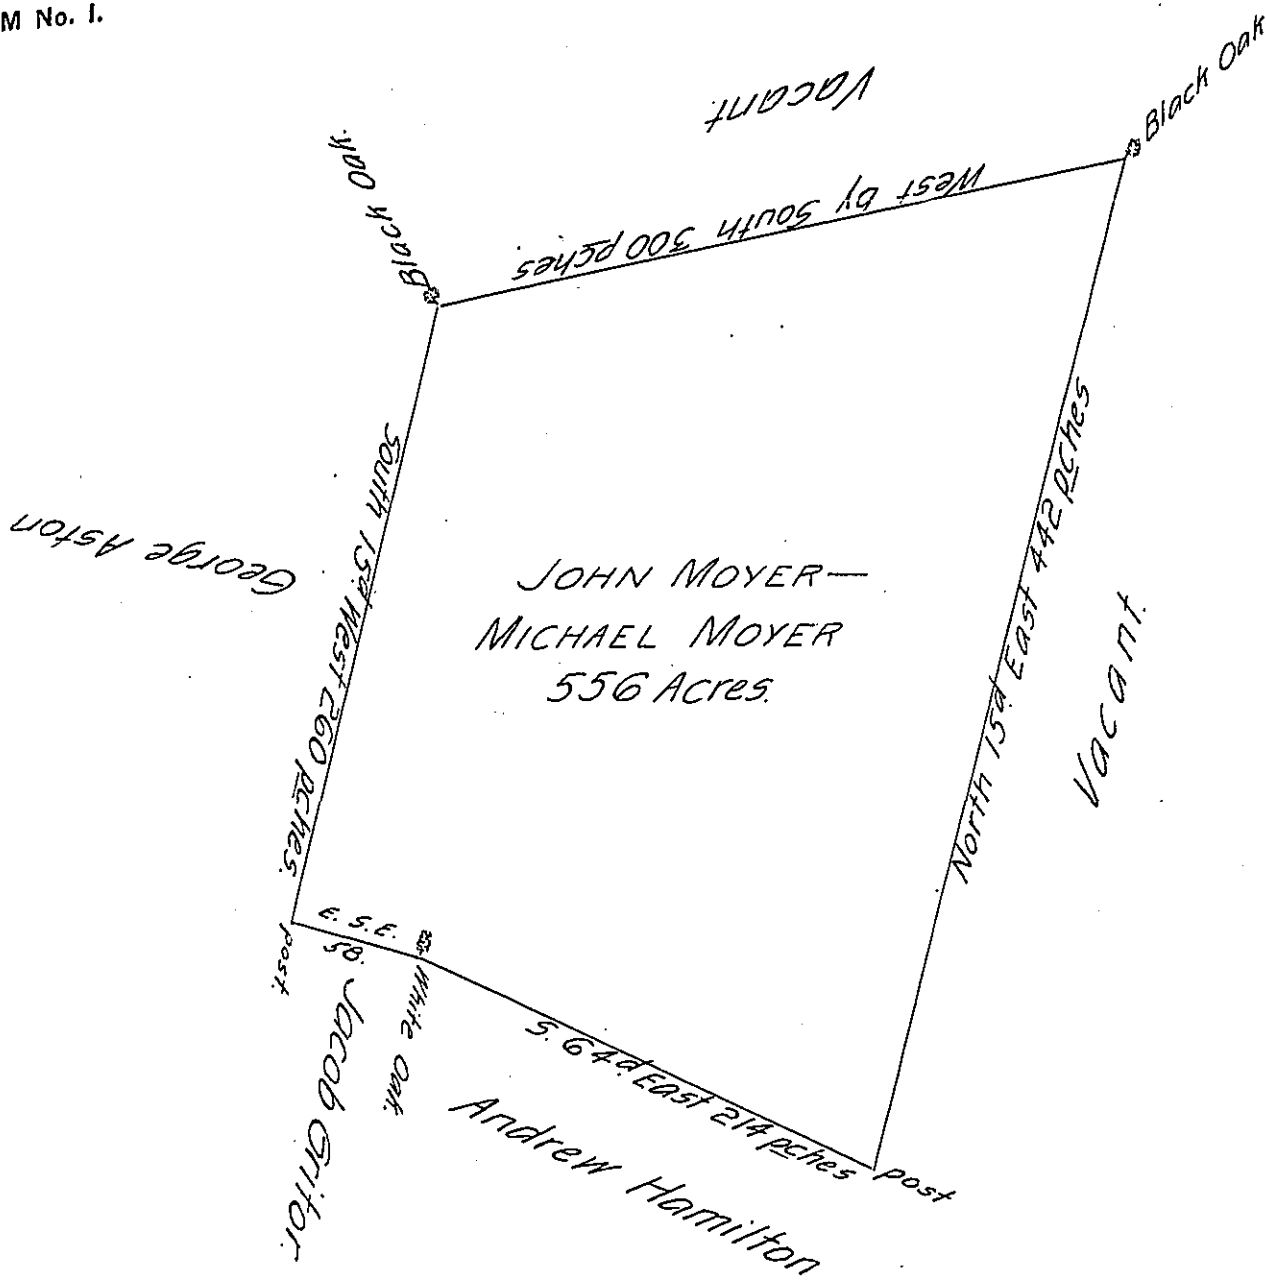 M No. 1.
Vacant
Black Oak
Black Oak.
West by South 300 pches
South 15d West 260 pches.
North 15d East 442 pches
George Aston
JOHN MOYER—
MICHAEL MOYER
556 Acres.
Vacant.
E. S. E.
58.
post.
White Oak.
Jacob
S. 64d East 214 pches
post
Andrew Hamilton